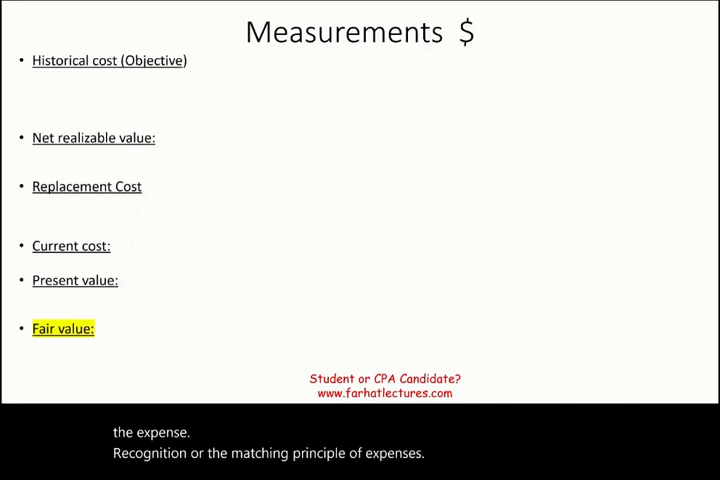 Measurements $
• Historical cost (Objective)
• Net realizable value:
• Replacement Cost
• Current cost:
• Present value:
• Fair value:
Student or CPA Candidate?
www.farhatlectures.com
the expense.
Recognition or the matching principle of expenses.